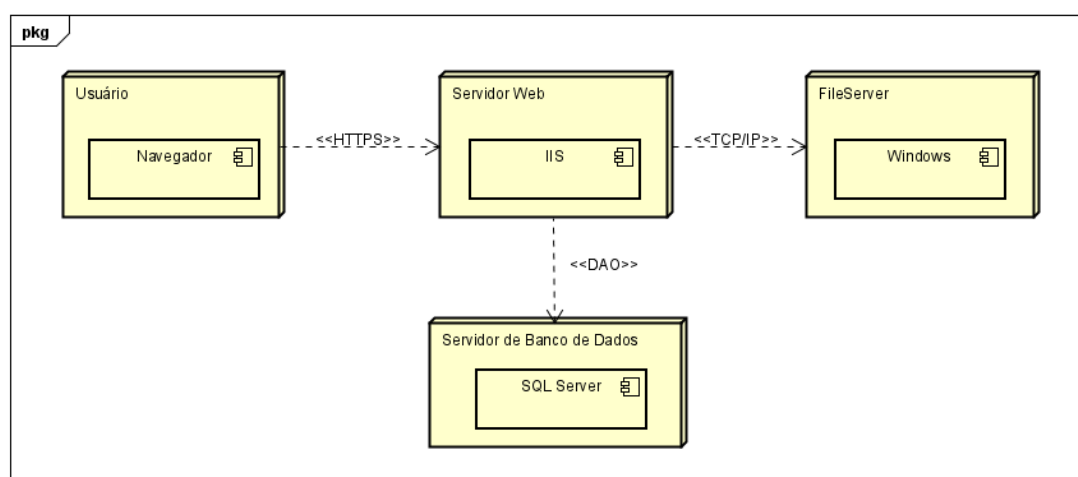 pkg
Usuário
Navegador
<<HTTPS>>
Servidor Web
IIS
<<TCP/IP>>
FileServer
Windows
<<DAO>>
Servidor de Banco de Dados
SQL Server